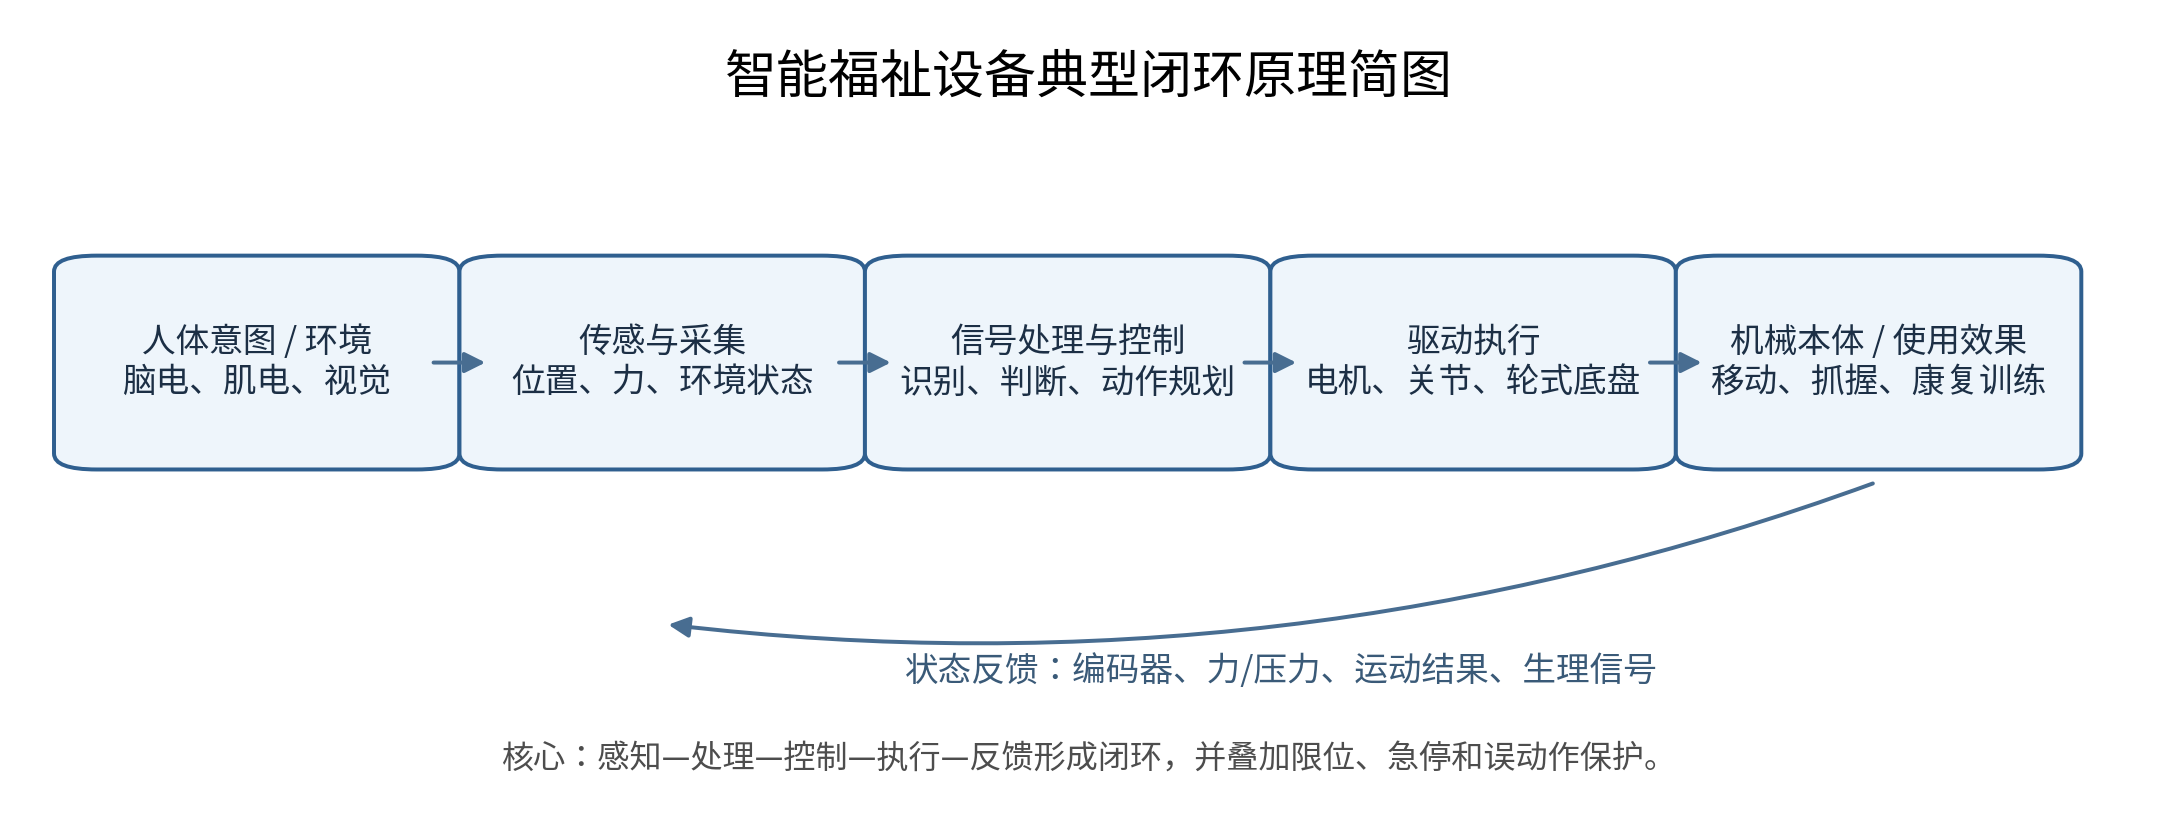 智能福祉设备典型闭环原理简图
人体意图 / 环境
脑电、肌电、视觉
传感与采集
位置、力、环境状态
信号处理与控制
识别、判断、动作规划
驱动执行
电机、关节、轮式底盘
机械本体 / 使用效果
移动、抓握、康复训练
状态反馈：编码器、力/压力、运动结果、生理信号
核心：感知—处理—控制—执行—反馈形成闭环，并叠加限位、急停和误动作保护。